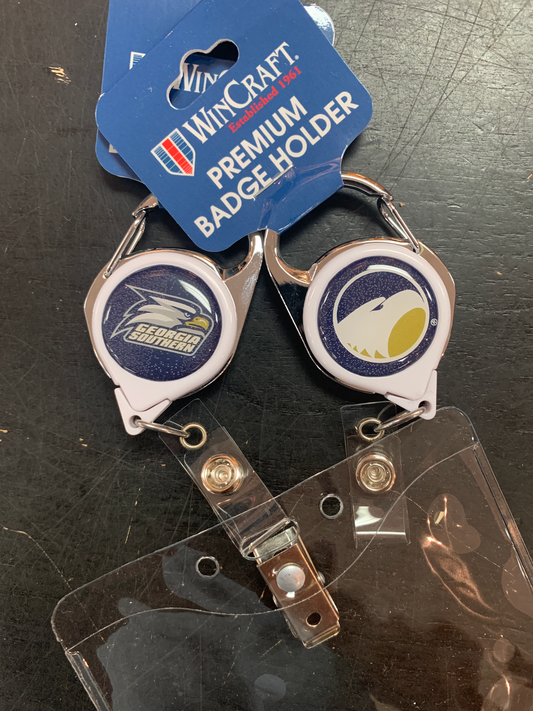 WINCRAFT.
Established 1961
PREMIUM
BADGE HOLDER
GEORGIA
SOUTHERN
®